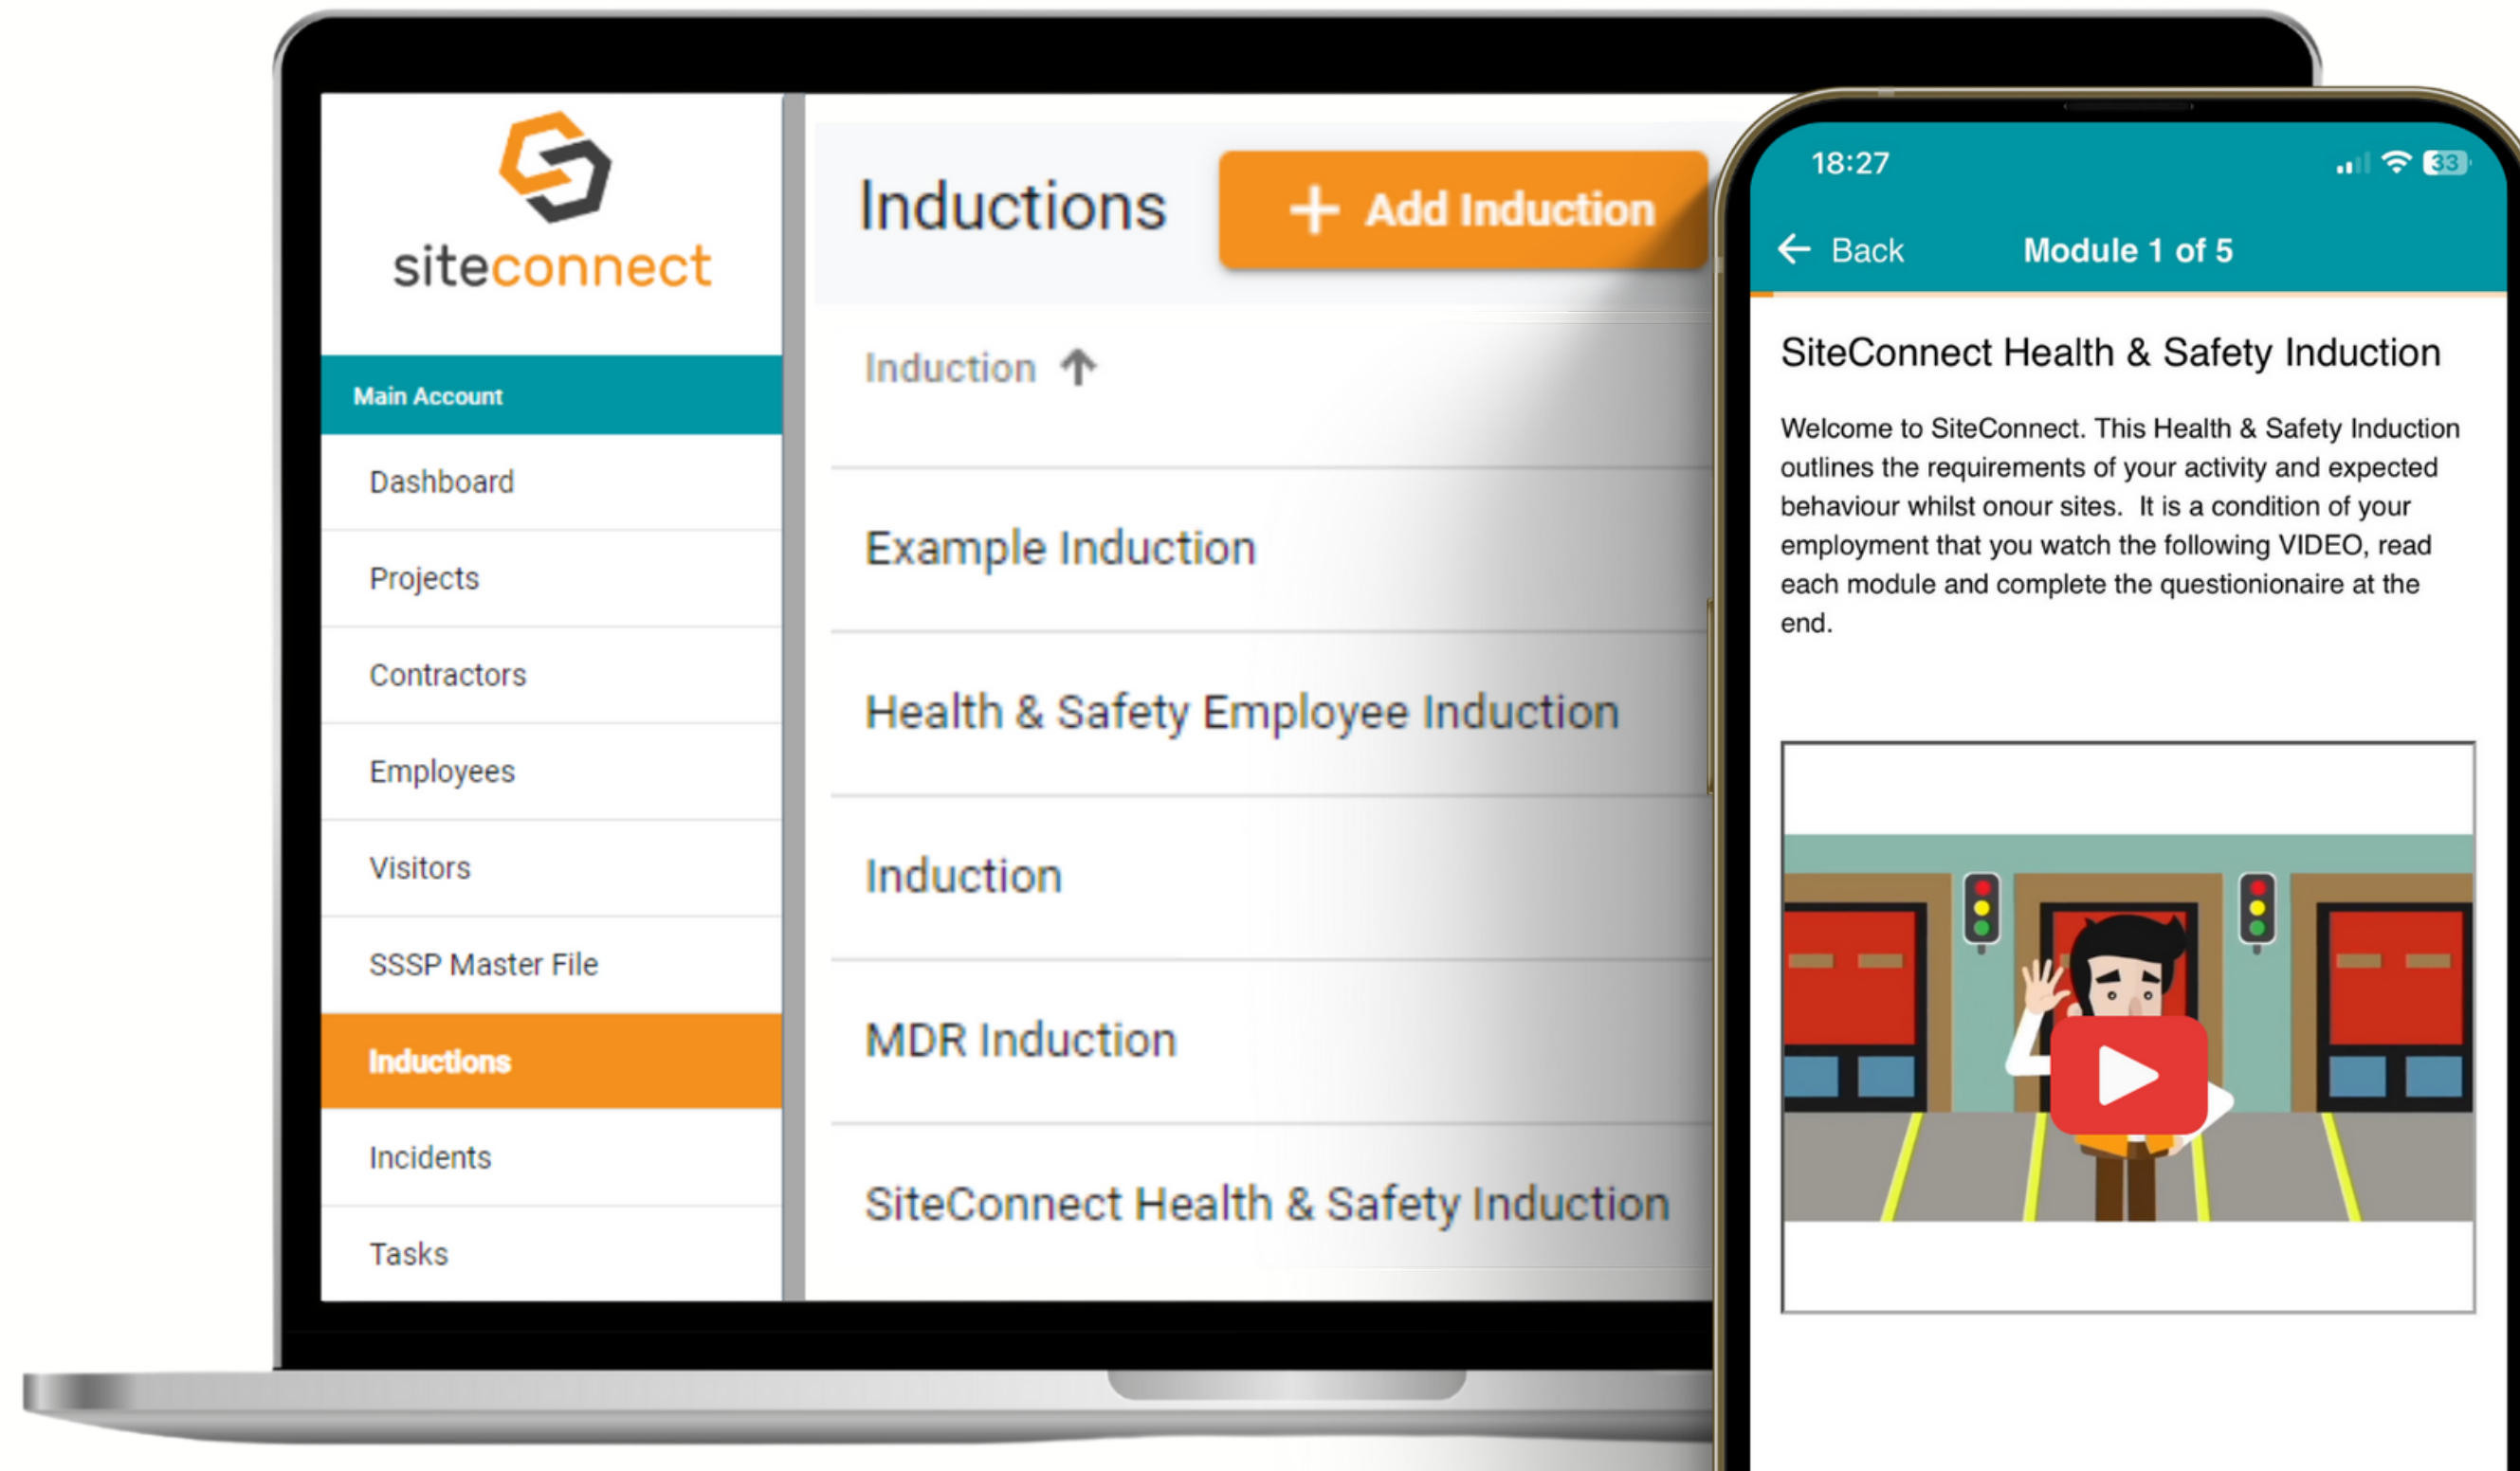 siteconnect
Main Account
Dashboard
Projects
Contractors
Employees
Visitors
SSSP Master File
Inductions
Incidents
Tasks
Inductions
+ Add Induction
Induction ↑
Example Induction
Health & Safety Employee Induction
Induction
MDR Induction
SiteConnect Health & Safety Induction
18:27
33
← Back
Module 1 of 5
SiteConnect Health & Safety Induction
Welcome to SiteConnect. This Health & Safety Induction
outlines the requirements of your activity and expected
behaviour whilst onour sites.  It is a condition of your
employment that you watch the following VIDEO, read
each module and complete the questionionaire at the
end.